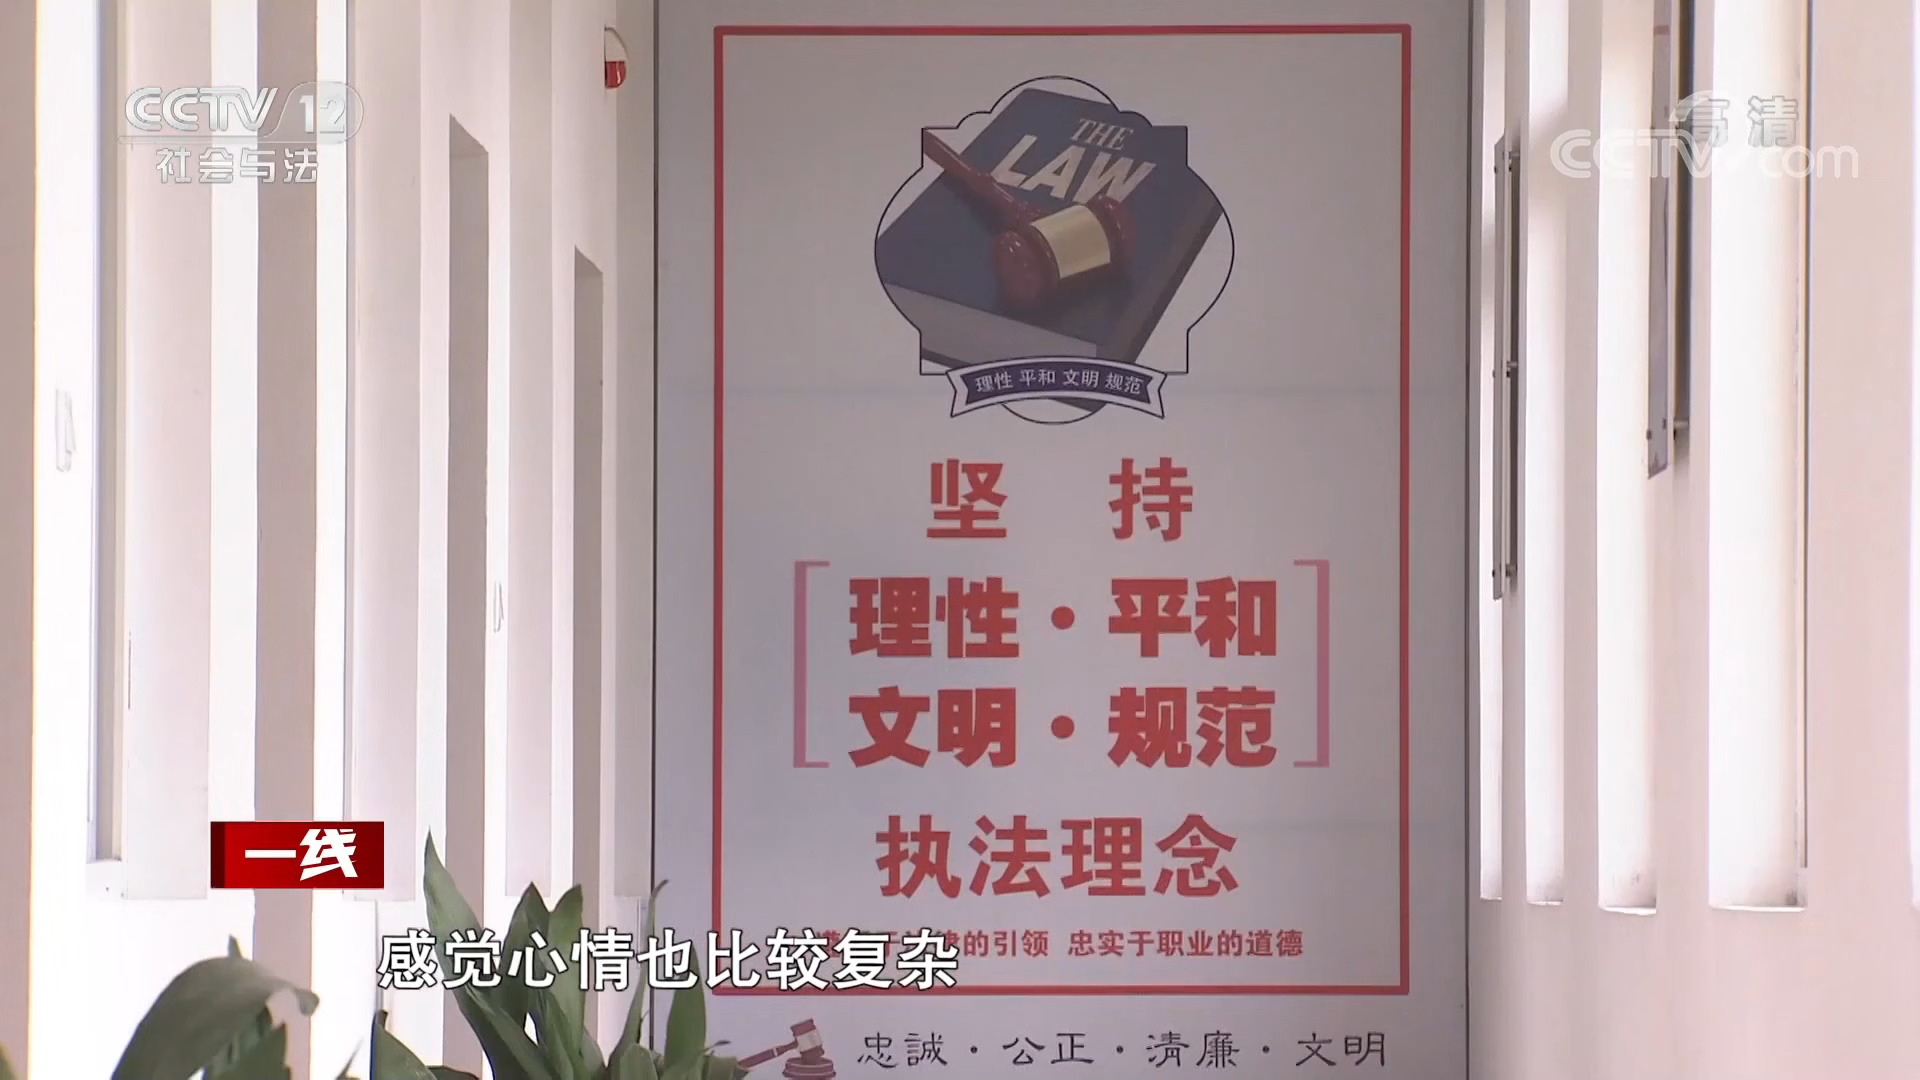 CCTV 12
社会与法
高清
CCTV.com
THE
LAW
理性 平和 文明 规范
坚 持
理性·平和
文明·规范
执法理念
的引领 忠实于职业的道德
一线
感觉心情也比较复杂
忠誠·公正·清廉·文明